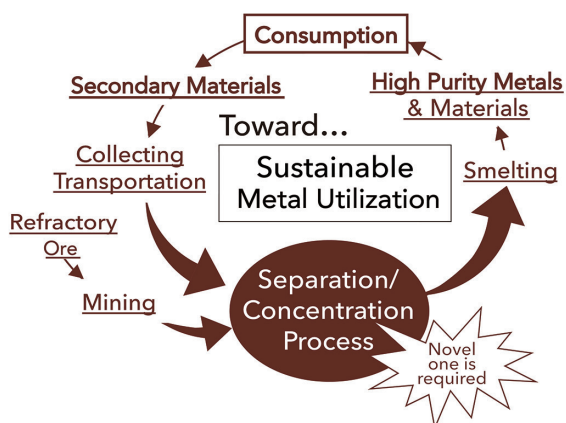 Consumption
Secondary Materials
High Purity Metals
& Materials
Toward...
Collecting
Transportation
Sustainable
Metal Utilization
Smelting
Refractory
Ore
Mining
Separation/
Concentration
Process
Novel
one is
required